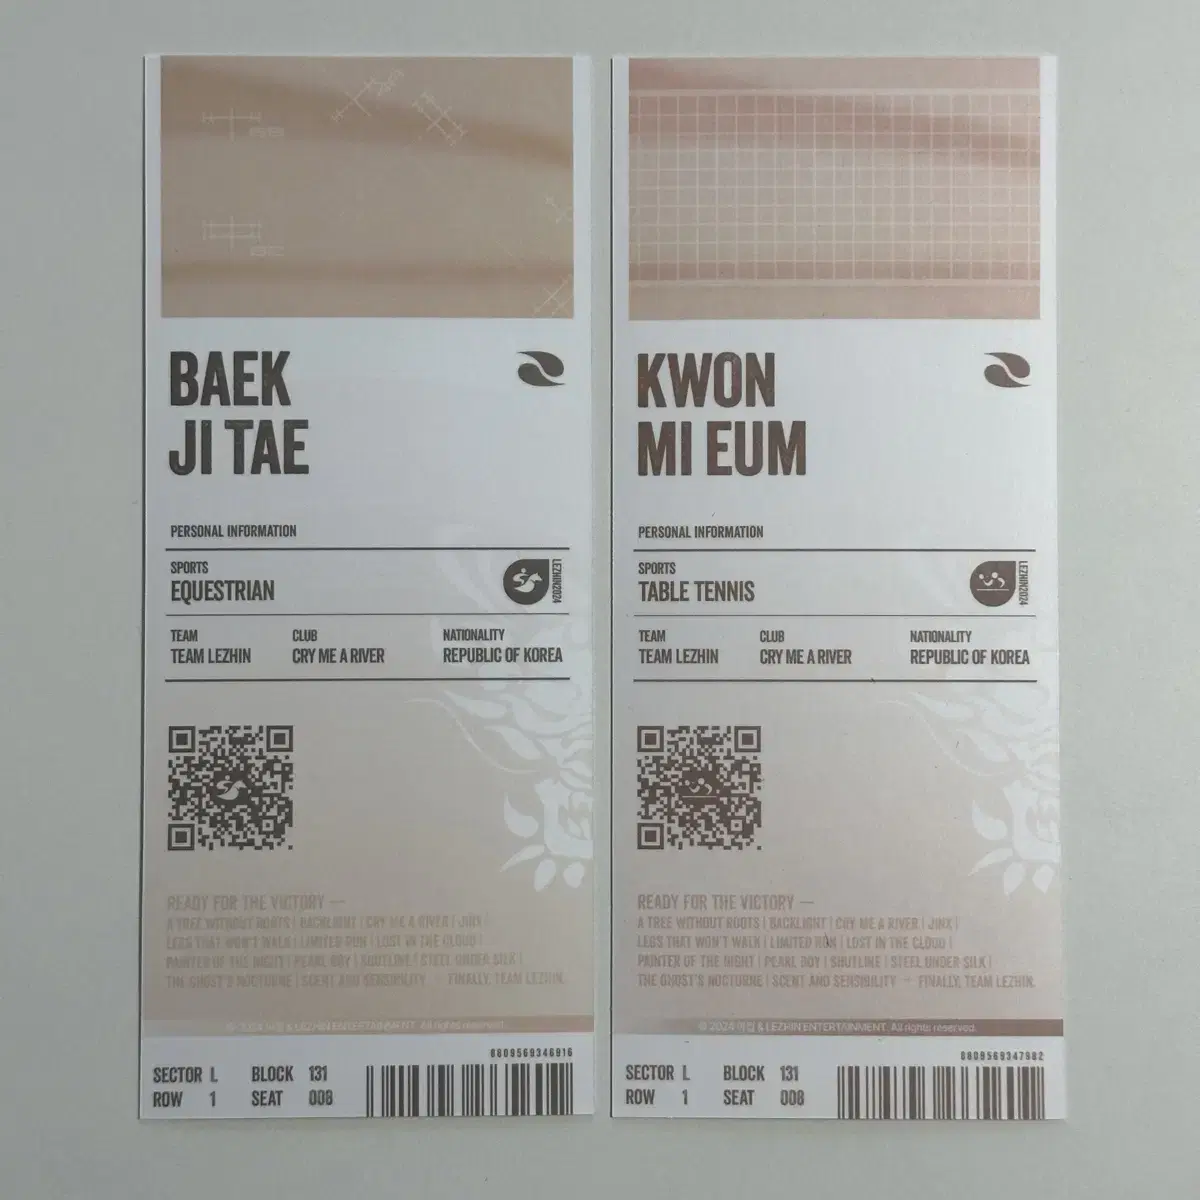 BAEK
JI TAE
PERSONAL INFORMATION
SPORTS
EQUESTRIAN
LEZHIN2024
TEAM
TEAM LEZHIN
CLUB
CRY ME A RIVER
NATIONALITY
REPUBLIC OF KOREA
READY FOR THE VICTORY —
A TREE WITHOUT ROOTS | BACKLIGHT | CRY ME A RIVER | JINX |
LEGS THAT WON'T WALK | LIMITED RUN | LOST IN THE CLOUD |
PAINTER OF THE NIGHT | PEARL BOY | SHUTLINE | STEEL UNDER SILK |
THE GHOST'S NOCTURNE | SCENT AND SENSIBILITY — FINALLY, TEAM LEZHIN.
© 2024 & LEZHIN ENTERTAINMENT. All rights reserved.
8809569346916
SECTOR L BLOCK 131
ROW 1 SEAT 008
KWON
MI EUM
PERSONAL INFORMATION
SPORTS
TABLE TENNIS
LEZHIN2024
TEAM
TEAM LEZHIN
CLUB
CRY ME A RIVER
NATIONALITY
REPUBLIC OF KOREA
READY FOR THE VICTORY —
A TREE WITHOUT ROOTS | BACKLIGHT | CRY ME A RIVER | JINX |
LEGS THAT WON'T WALK | LIMITED RUN | LOST IN THE CLOUD |
PAINTER OF THE NIGHT | PEARL BOY | SHUTLINE | STEEL UNDER SILK |
THE GHOST'S NOCTURNE | SCENT AND SENSIBILITY — FINALLY, TEAM LEZHIN.
© 2024 & LEZHIN ENTERTAINMENT. All rights reserved.
8809569347982
SECTOR L BLOCK 131
ROW 1 SEAT 008